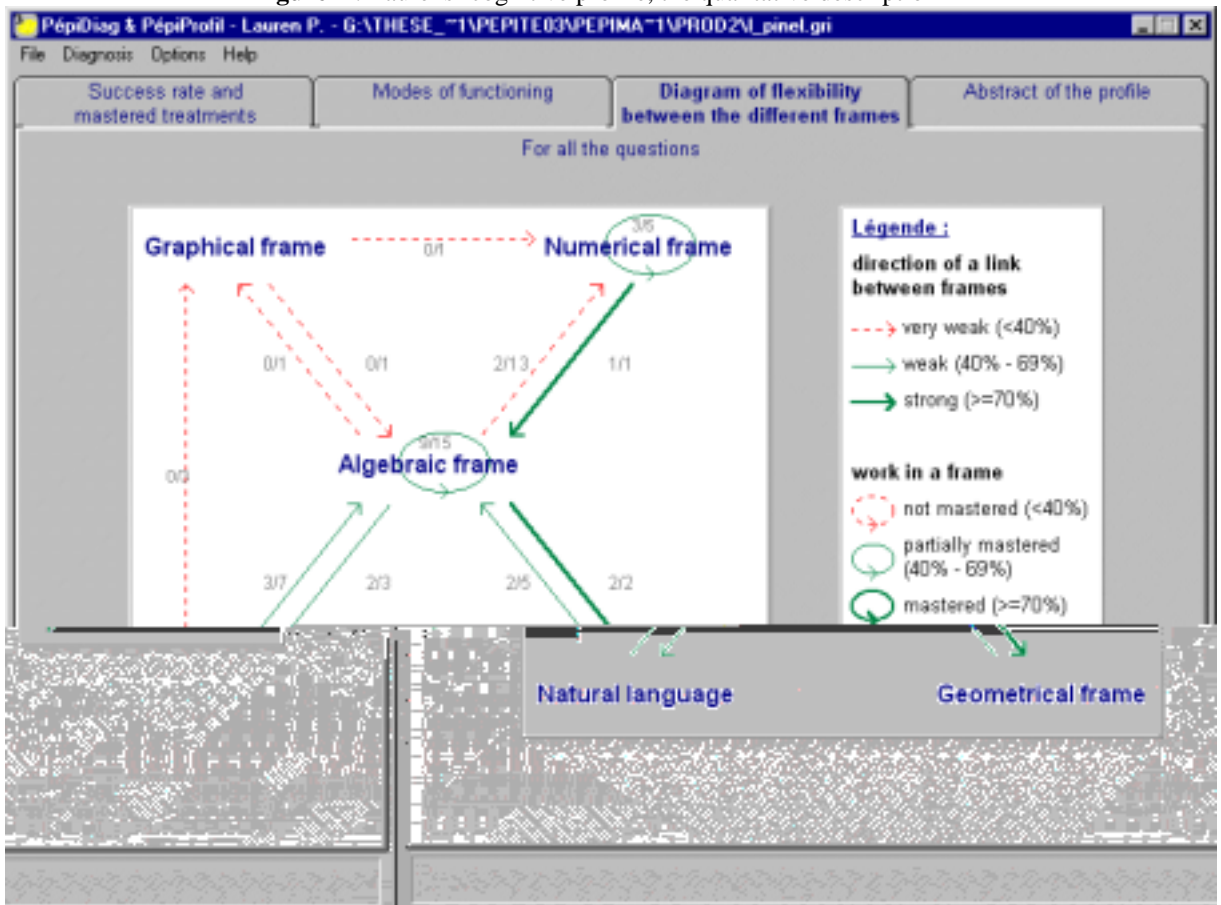 PépiDiag & PépiProfil - Lauren P. - G:\THESE_~1\PEPITE03\PEPIMA~1\PROD2\l_pinel.gri
File Diagnosis Options Help
Success rate and
mastered treatments
Modes of functioning
Diagram of flexibility
between the different frames
Abstract of the profile
For all the questions
Graphical frame
0/1
3/6
Numerical frame
0/1
0/1
2/13
1/1
9/15
Algebraic frame
3/7
2/3
2/5
2/2
Légende :
direction of a link
between frames
very weak (<40%)
weak (40% - 69%)
strong (>=70%)
work in a frame
not mastered (<40%)
partially mastered
(40% - 69%)
mastered (>=70%)
Natural language
Geometrical frame